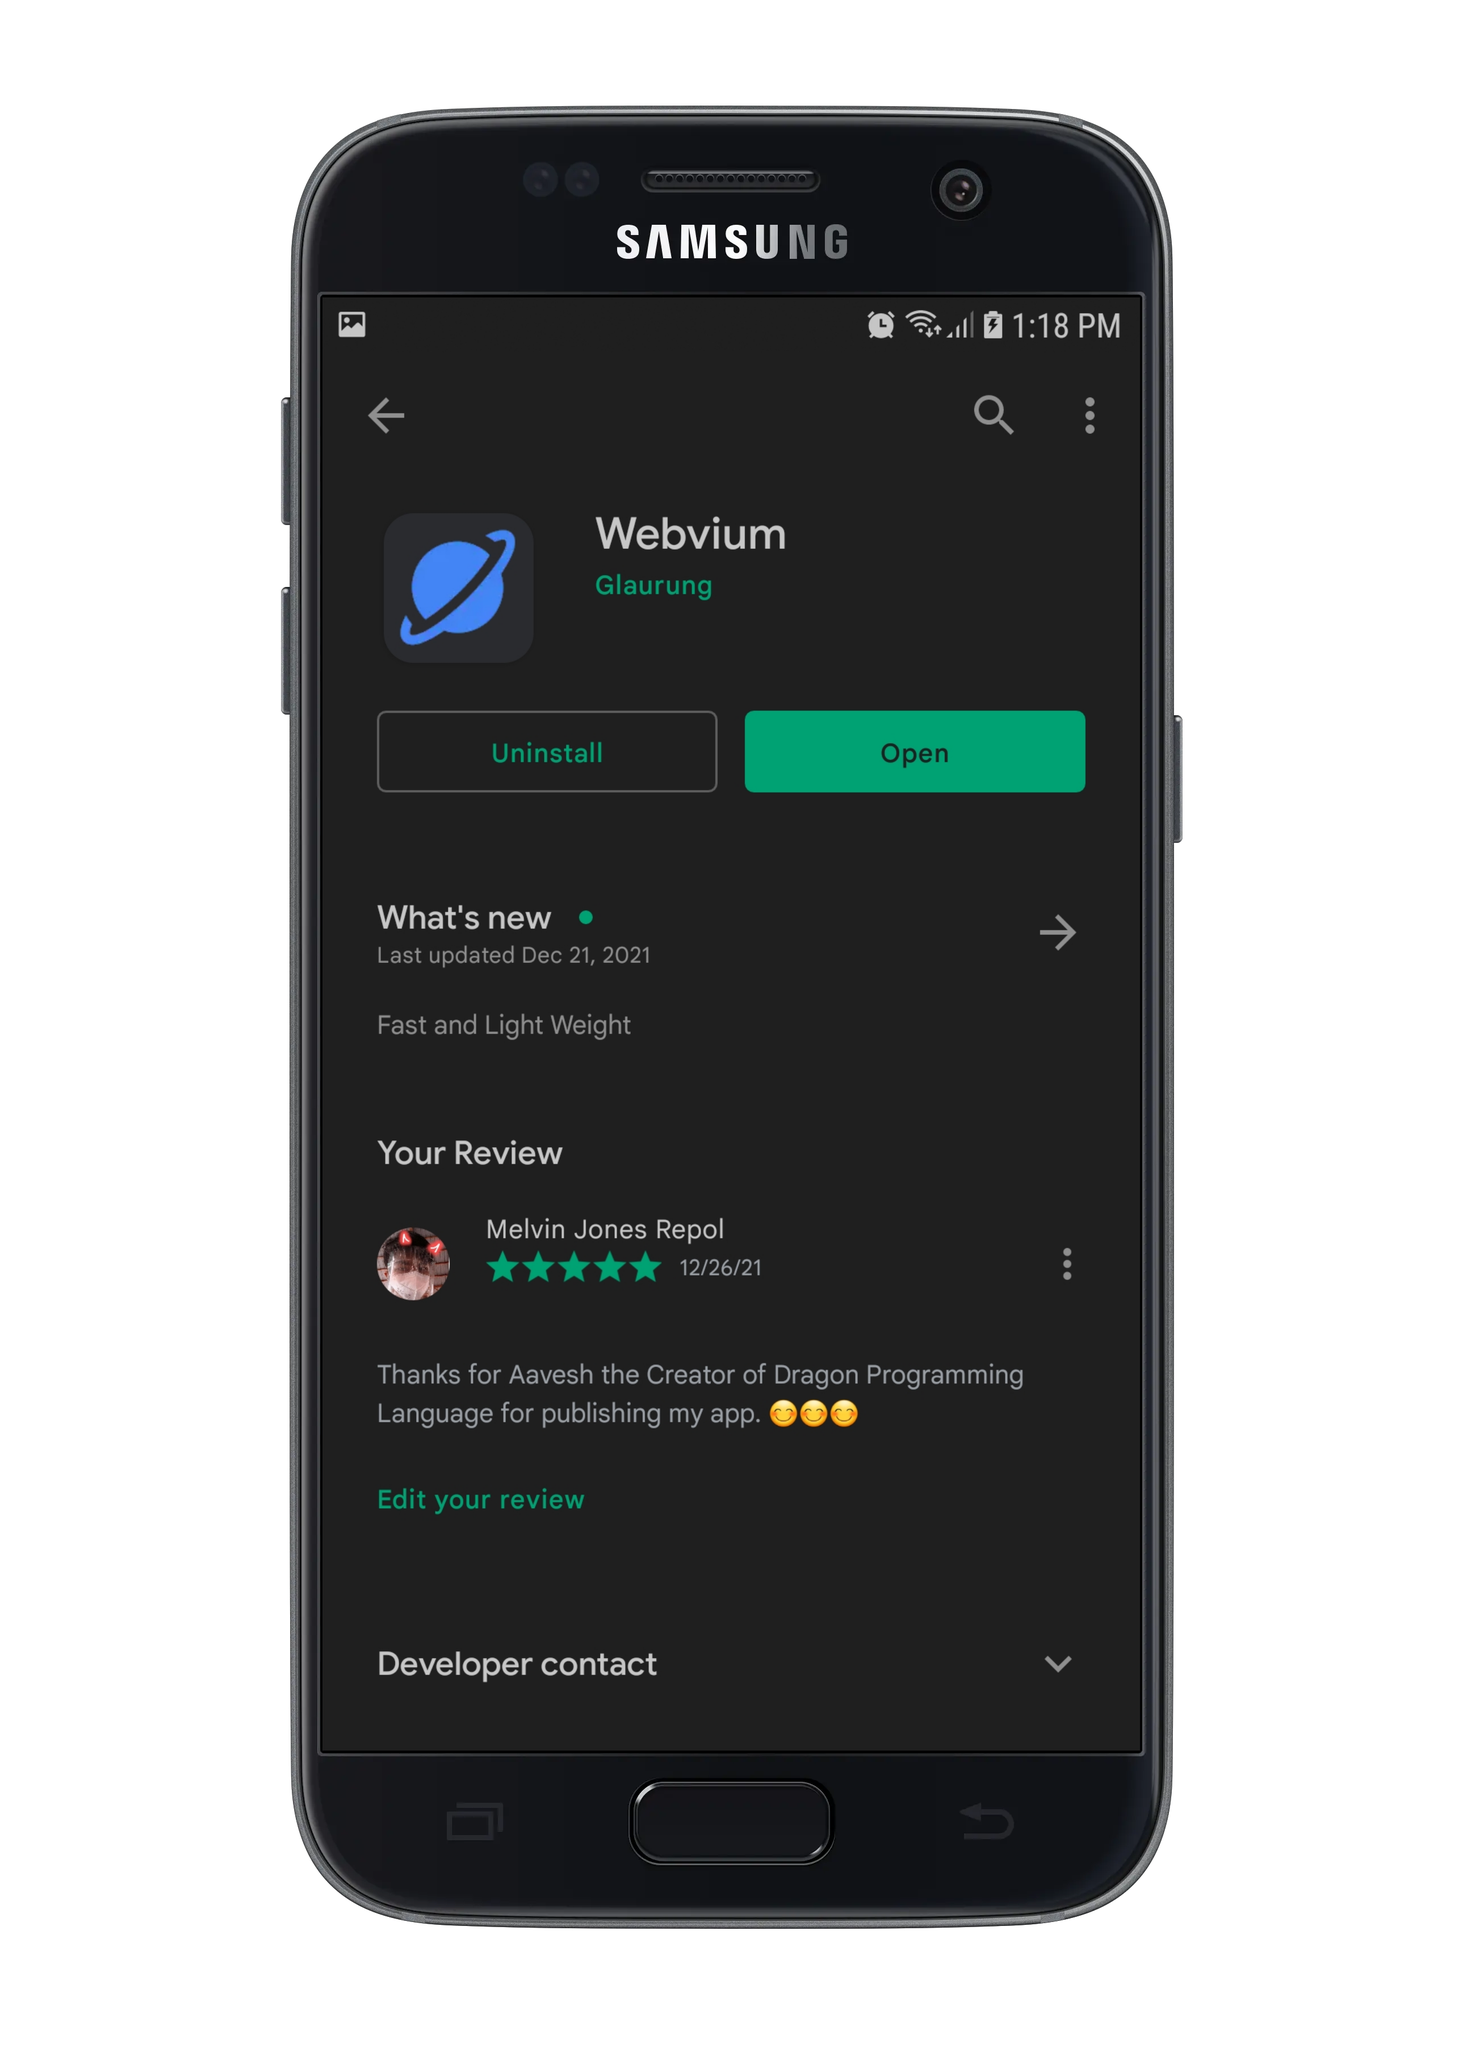 SAMSUNG
1:18 PM
Webvium
Glaurung
Uninstall
Open
What's new
Last updated Dec 21, 2021
Fast and Light Weight
Your Review
Melvin Jones Repol
12/26/21
Thanks for Aavesh the Creator of Dragon Programming
Language for publishing my app. 😊😊😊
Edit your review
Developer contact